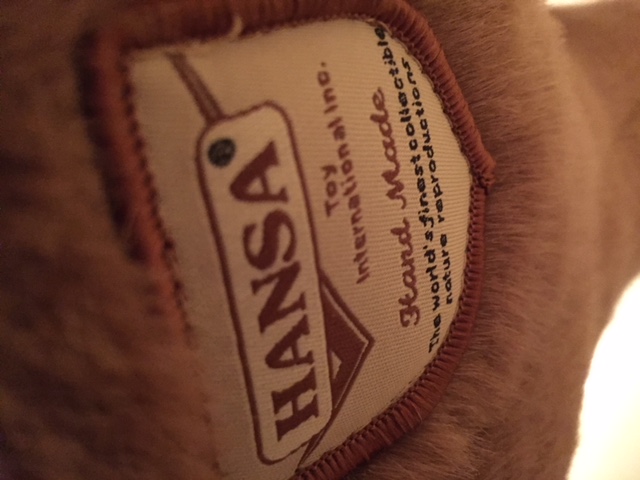 HANSA
Toy
International Inc.
Hand Made
The world's finest collectible
nature reproductions